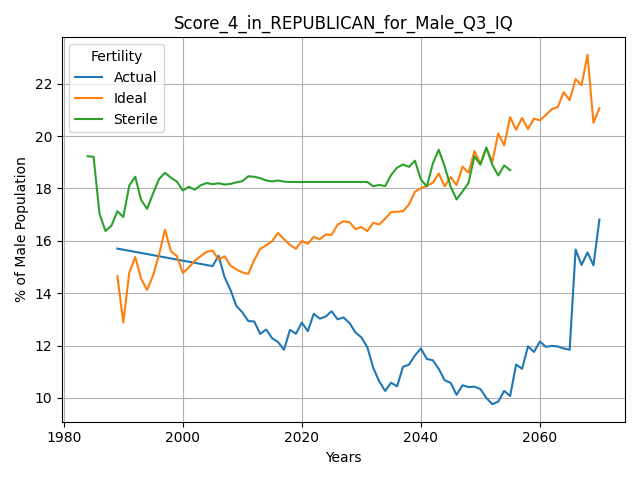 Score_4_in_REPUBLICAN_for_Male_Q3_IQ
Fertility
Actual
Ideal
Sterile
% of Male Population
22
20
18
16
14
12
10
1980
2000
2020
2040
2060
Years